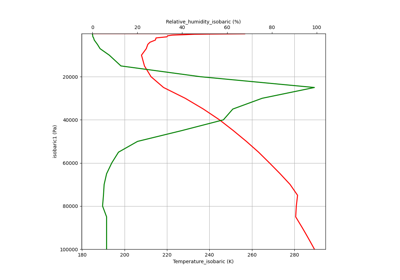 Relative_humidity_isobaric (%)
0 20 40 60 80 100
20000
40000
60000
80000
100000
isobaric1 (Pa)
180 200 220 240 260 280
Temperature_isobaric (K)